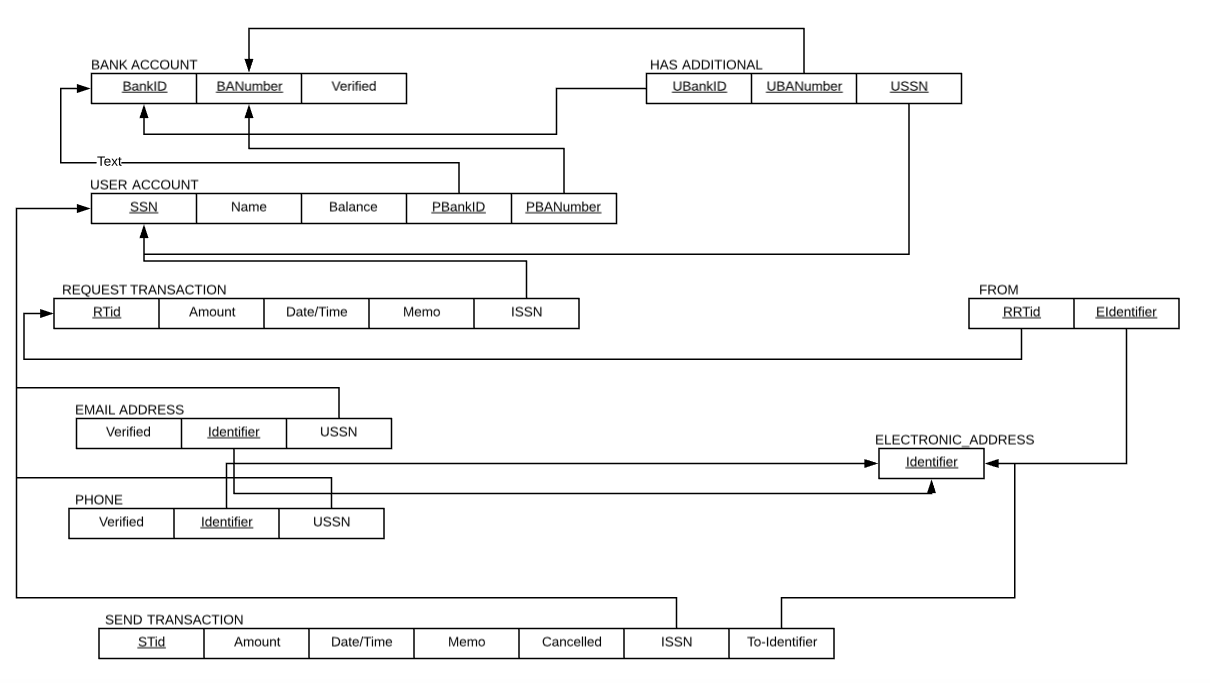 BANK ACCOUNT
BankID BANumber Verified
HAS ADDITIONAL
UBankID UBANumber USSN
Text
USER ACCOUNT
SSN Name Balance PBankID PBANumber
REQUEST TRANSACTION
RTid Amount Date/Time Memo ISSN
FROM
RRTid EIdentifier
EMAIL ADDRESS
Verified Identifier USSN
ELECTRONIC_ADDRESS
Identifier
PHONE
Verified Identifier USSN
SEND TRANSACTION
STid Amount Date/Time Memo Cancelled ISSN To-Identifier